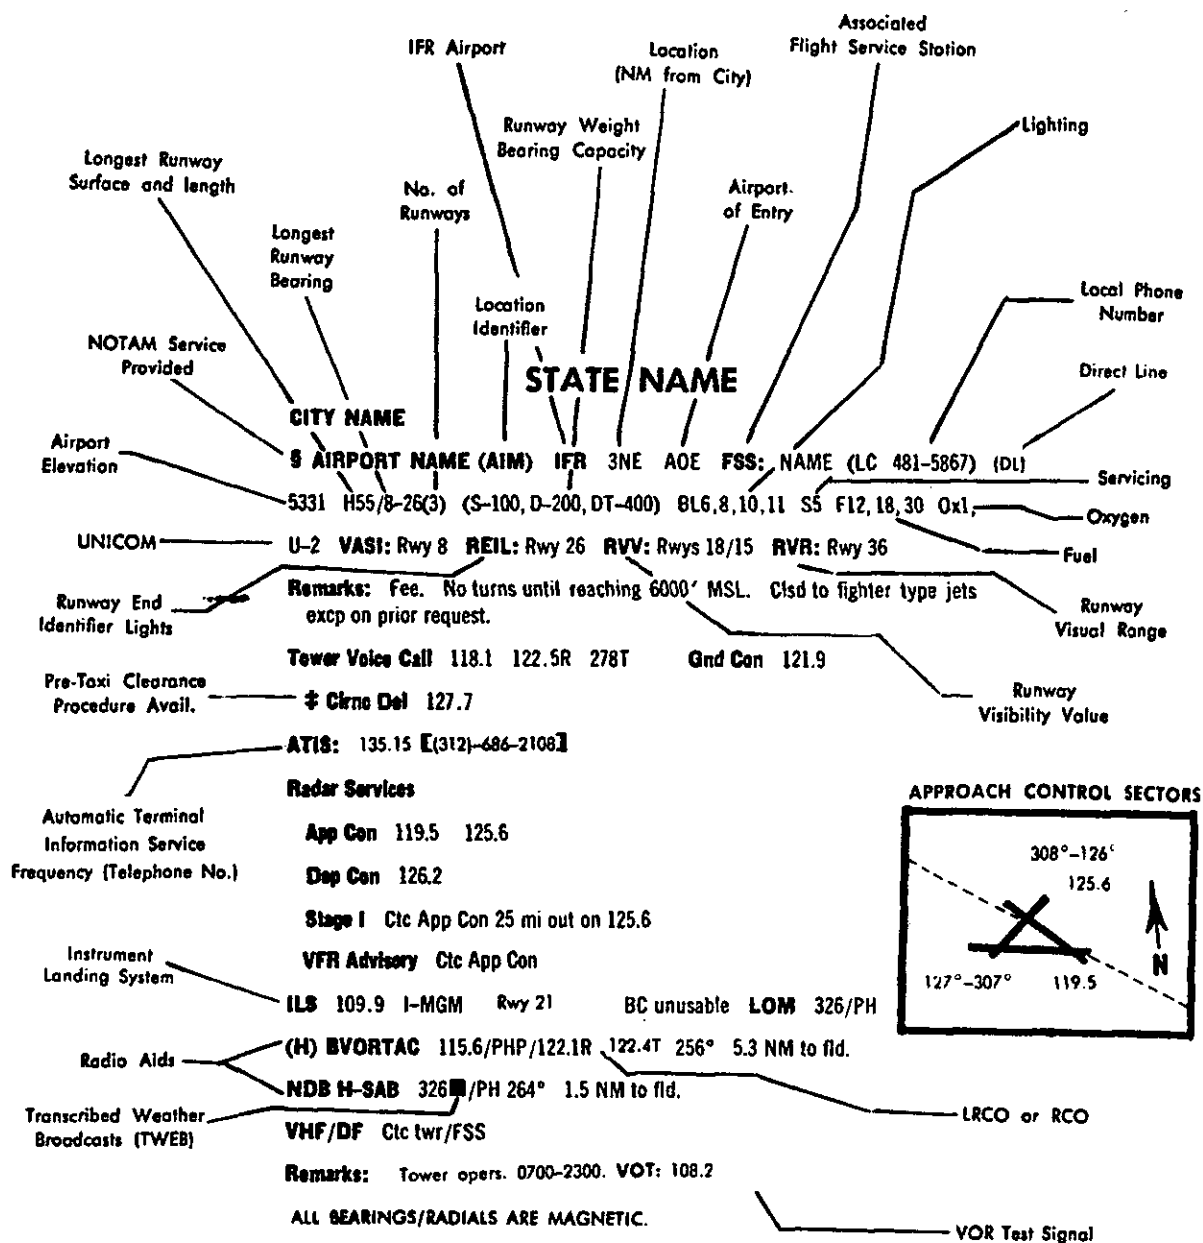 Associated
Flight Service Station
IFR Airport
Location
(NM from City)
Runway Weight
Bearing Capacity
Lighting
Longest Runway
Surface and length
No. of
Runways
Airport
of Entry
Longest
Runway
Bearing
Location
Identifier
Local Phone
Number
NOTAM Service
Provided
STATE NAME
Direct Line
CITY NAME
Airport
Elevation
§ AIRPORT NAME (AIM) IFR 3NE AOE FSS: NAME (LC 481-5867) (DL)
Servicing
5331 H55/8-26(3) (S-100, D-200, DT-400) BL6,8,10,11 S5 F12,18,30 Ox1,
Oxygen
UNICOM
U-2 VASI: Rwy 8 REIL: Rwy 26 RVV: Rwys 18/15 RVR: Rwy 36
Fuel
Remarks: Fee. No turns until reaching 6000' MSL. Clsd to fighter type jets
excp on prior request.
Runway End
Identifier Lights
Runway
Visual Range
Tower Voice Call 118.1 122.5R 278T Gnd Con 121.9
Pre-Taxi Clearance
Procedure Avail.
‡ Clrnc Del 127.7
Runway
Visibility Value
ATIS: 135.15 [(312)-686-2108]
Radar Services
APPROACH CONTROL SECTORS
Automatic Terminal
Information Service
Frequency (Telephone No.)
App Con 119.5 125.6
308°-126°
125.6
Dep Con 126.2
Stage I Ctc App Con 25 mi out on 125.6
VFR Advisory Ctc App Con
N
127°-307° 119.5
Instrument
Landing System
ILS 109.9 I-MGM Rwy 21 BC unusable LOM 326/PH
(H) BVORTAC 115.6/PHP/122.1R 122.4T 256° 5.3 NM to fld.
Radio Aids
NDB H-SAB 326■/PH 264° 1.5 NM to fld.
Transcribed Weather
Broadcasts (TWEB)
LRCO or RCO
VHF/DF Ctc twr/FSS
Remarks: Tower opers. 0700-2300. VOT: 108.2
ALL BEARINGS/RADIALS ARE MAGNETIC.
VOR Test Signal